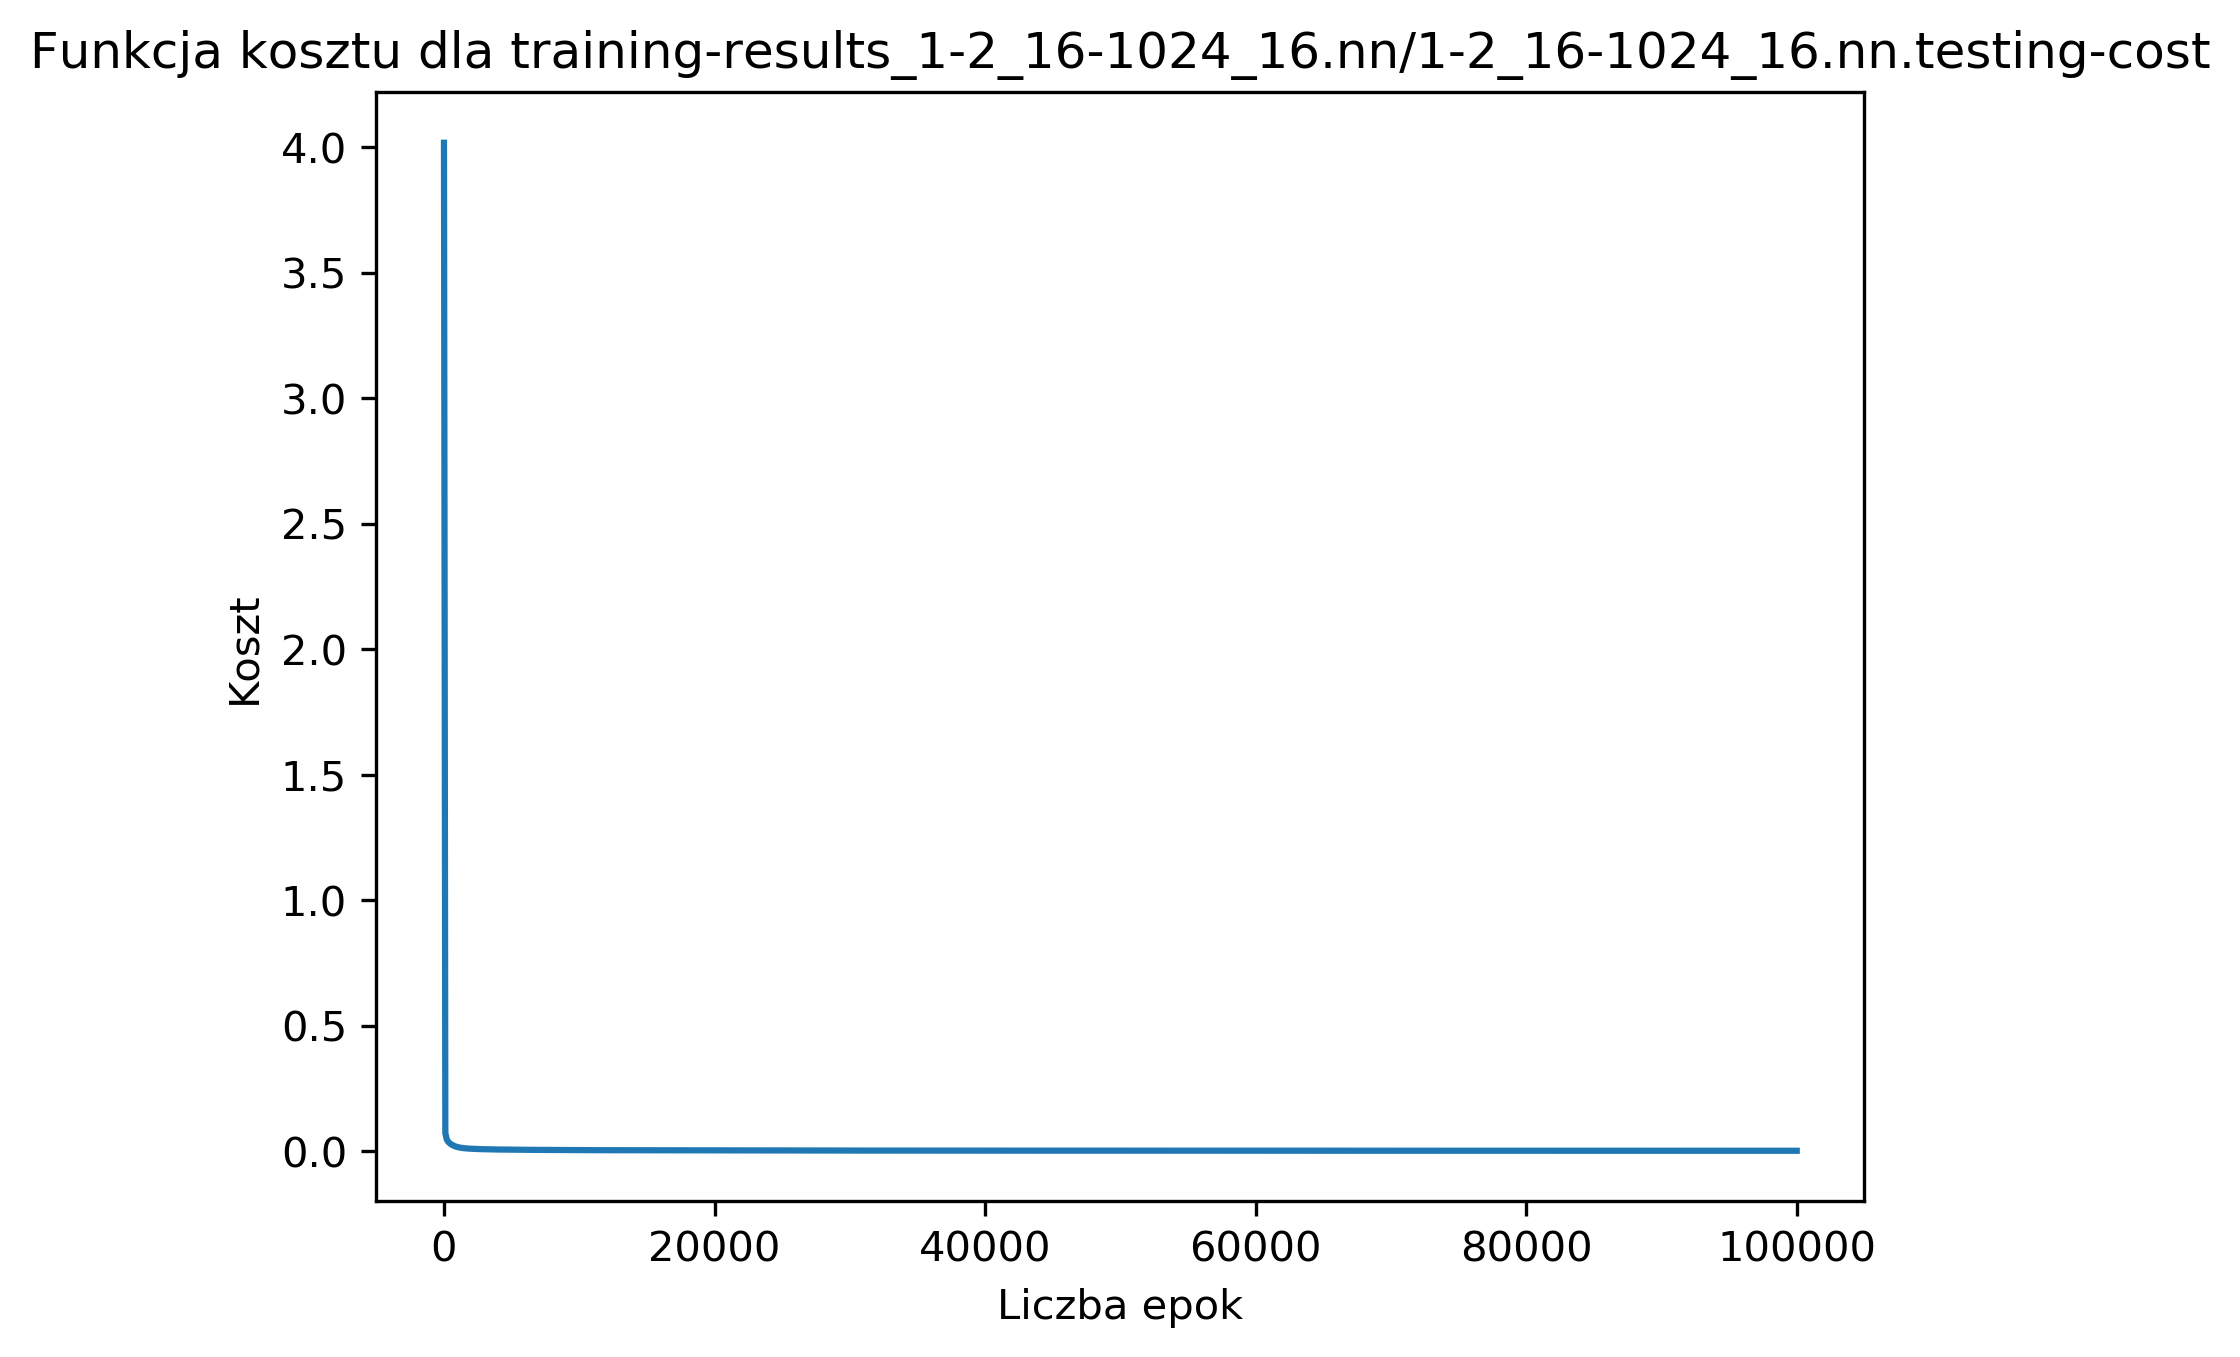 Funkcja kosztu dla training-results_1-2_16-1024_16.nn/1-2_16-1024_16.nn.testing-cost
4.0
3.5
3.0
2.5
2.0
1.5
1.0
0.5
0.0
Koszt
0 20000 40000 60000 80000 100000
Liczba epok